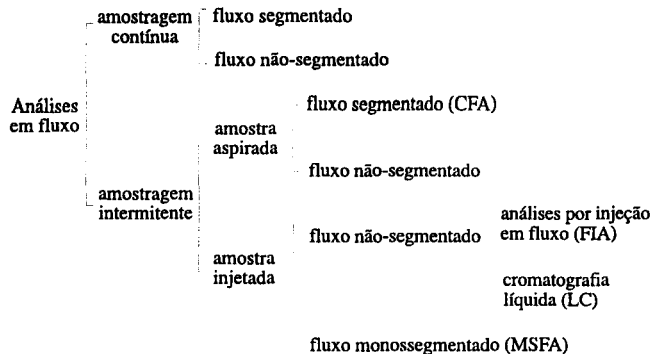 amostragem
contínua
fluxo segmentado
fluxo não-segmentado
Análises
em fluxo
amostragem
intermitente
amostra
aspirada
fluxo segmentado (CFA)
fluxo não-segmentado
amostra
injetada
fluxo não-segmentado
análises por injeção
em fluxo (FIA)
cromatografia
líquida (LC)
fluxo monossegmentado (MSFA)